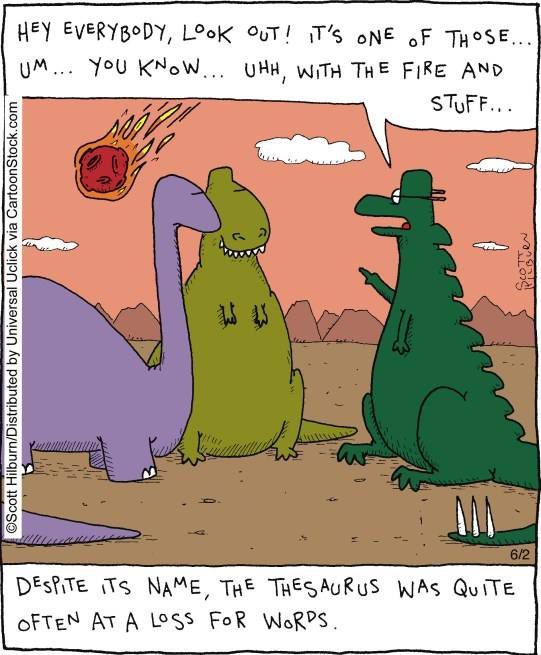 HEY EVERYBODY, LOOK OUT! IT'S ONE OF THOSE...
UM... YOU KNOW... UHH, WITH THE FIRE AND
STUFF...
©Scott Hilburn/Distributed by Universal Uclick via CartoonStock.com
SCOTT
HILBURN
6/2
DESPITE ITS NAME, THE THESAURUS WAS QUITE
OFTEN AT A LOSS FOR WORDS.